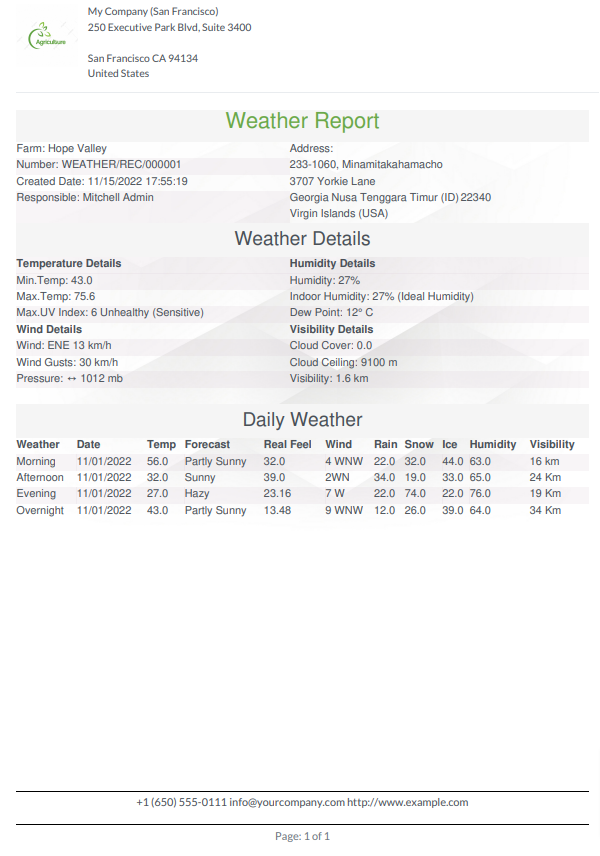 Agriculture
My Company (San Francisco)
250 Executive Park Blvd, Suite 3400
San Francisco CA 94134
United States
Weather Report
Farm: Hope Valley
Number: WEATHER/REC/000001
Created Date: 11/15/2022 17:55:19
Responsible: Mitchell Admin
Address:
233-1060, Minamitakahamacho
3707 Yorkie Lane
Georgia Nusa Tenggara Timur (ID) 22340
Virgin Islands (USA)
Weather Details
Temperature Details
Min.Temp: 43.0
Max.Temp: 75.6
Max.UV Index: 6 Unhealthy (Sensitive)
Wind Details
Wind: ENE 13 km/h
Wind Gusts: 30 km/h
Pressure: ↔ 1012 mb
Humidity Details
Humidity: 27%
Indoor Humidity: 27% (Ideal Humidity)
Dew Point: 12° C
Visibility Details
Cloud Cover: 0.0
Cloud Ceiling: 9100 m
Visibility: 1.6 km
Daily Weather
Weather Date Temp Forecast Real Feel Wind Rain Snow Ice Humidity Visibility
Morning 11/01/2022 56.0 Partly Sunny 32.0 4 WNW 22.0 32.0 44.0 63.0 16 km
Afternoon 11/01/2022 32.0 Sunny 39.0 2WN 34.0 19.0 33.0 65.0 24 Km
Evening 11/01/2022 27.0 Hazy 23.16 7 W 22.0 74.0 22.0 76.0 19 Km
Overnight 11/01/2022 43.0 Partly Sunny 13.48 9 WNW 12.0 26.0 39.0 64.0 34 Km
+1 (650) 555-0111 info@yourcompany.com http://www.example.com
Page: 1 of 1